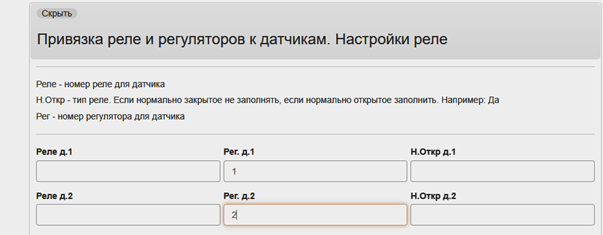 Скрыть
Привязка реле и регуляторов к датчикам. Настройки реле
Реле - номер реле для датчика
Н.Откр - тип реле. Если нормально закрытое не заполнять, если нормально открытое заполнить. Например: Да
Рег - номер регулятора для датчика
Реле д.1 Рег. д.1 Н.Откр д.1
1
Реле д.2 Рег. д.2 Н.Откр д.2
2